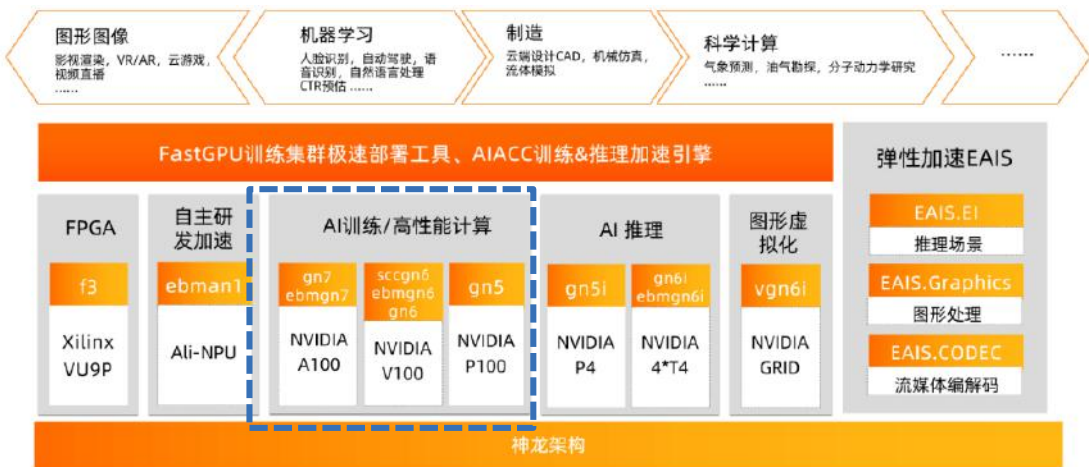 图形图像
影视渲染，VR/AR，云游戏，
视频直播
……
机器学习
人脸识别，自动驾驶，语
音识别，自然语言处理
CTR预估 ……
制造
云端设计CAD，机械仿真，
流体模拟
科学计算
气象预测，油气勘探，分子动力学研究
……
……
FastGPU训练集群极速部署工具、AIACC训练&推理加速引擎
FPGA
f3
Xilinx
VU9P
自主研
发加速
ebman1
Ali-NPU
AI训练/高性能计算
gn7
ebmgn7
NVIDIA
A100
sccgn6
ebmgn6
gn6
NVIDIA
V100
gn5
NVIDIA
P100
AI 推理
gn5i
NVIDIA
P4
gn6i
ebmgn6i
NVIDIA
4*T4
图形虚
拟化
vgn6i
NVIDIA
GRID
弹性加速EAIS
EAIS.EI
推理场景
EAIS.Graphics
图形处理
EAIS.CODEC
流媒体编解码
神龙架构